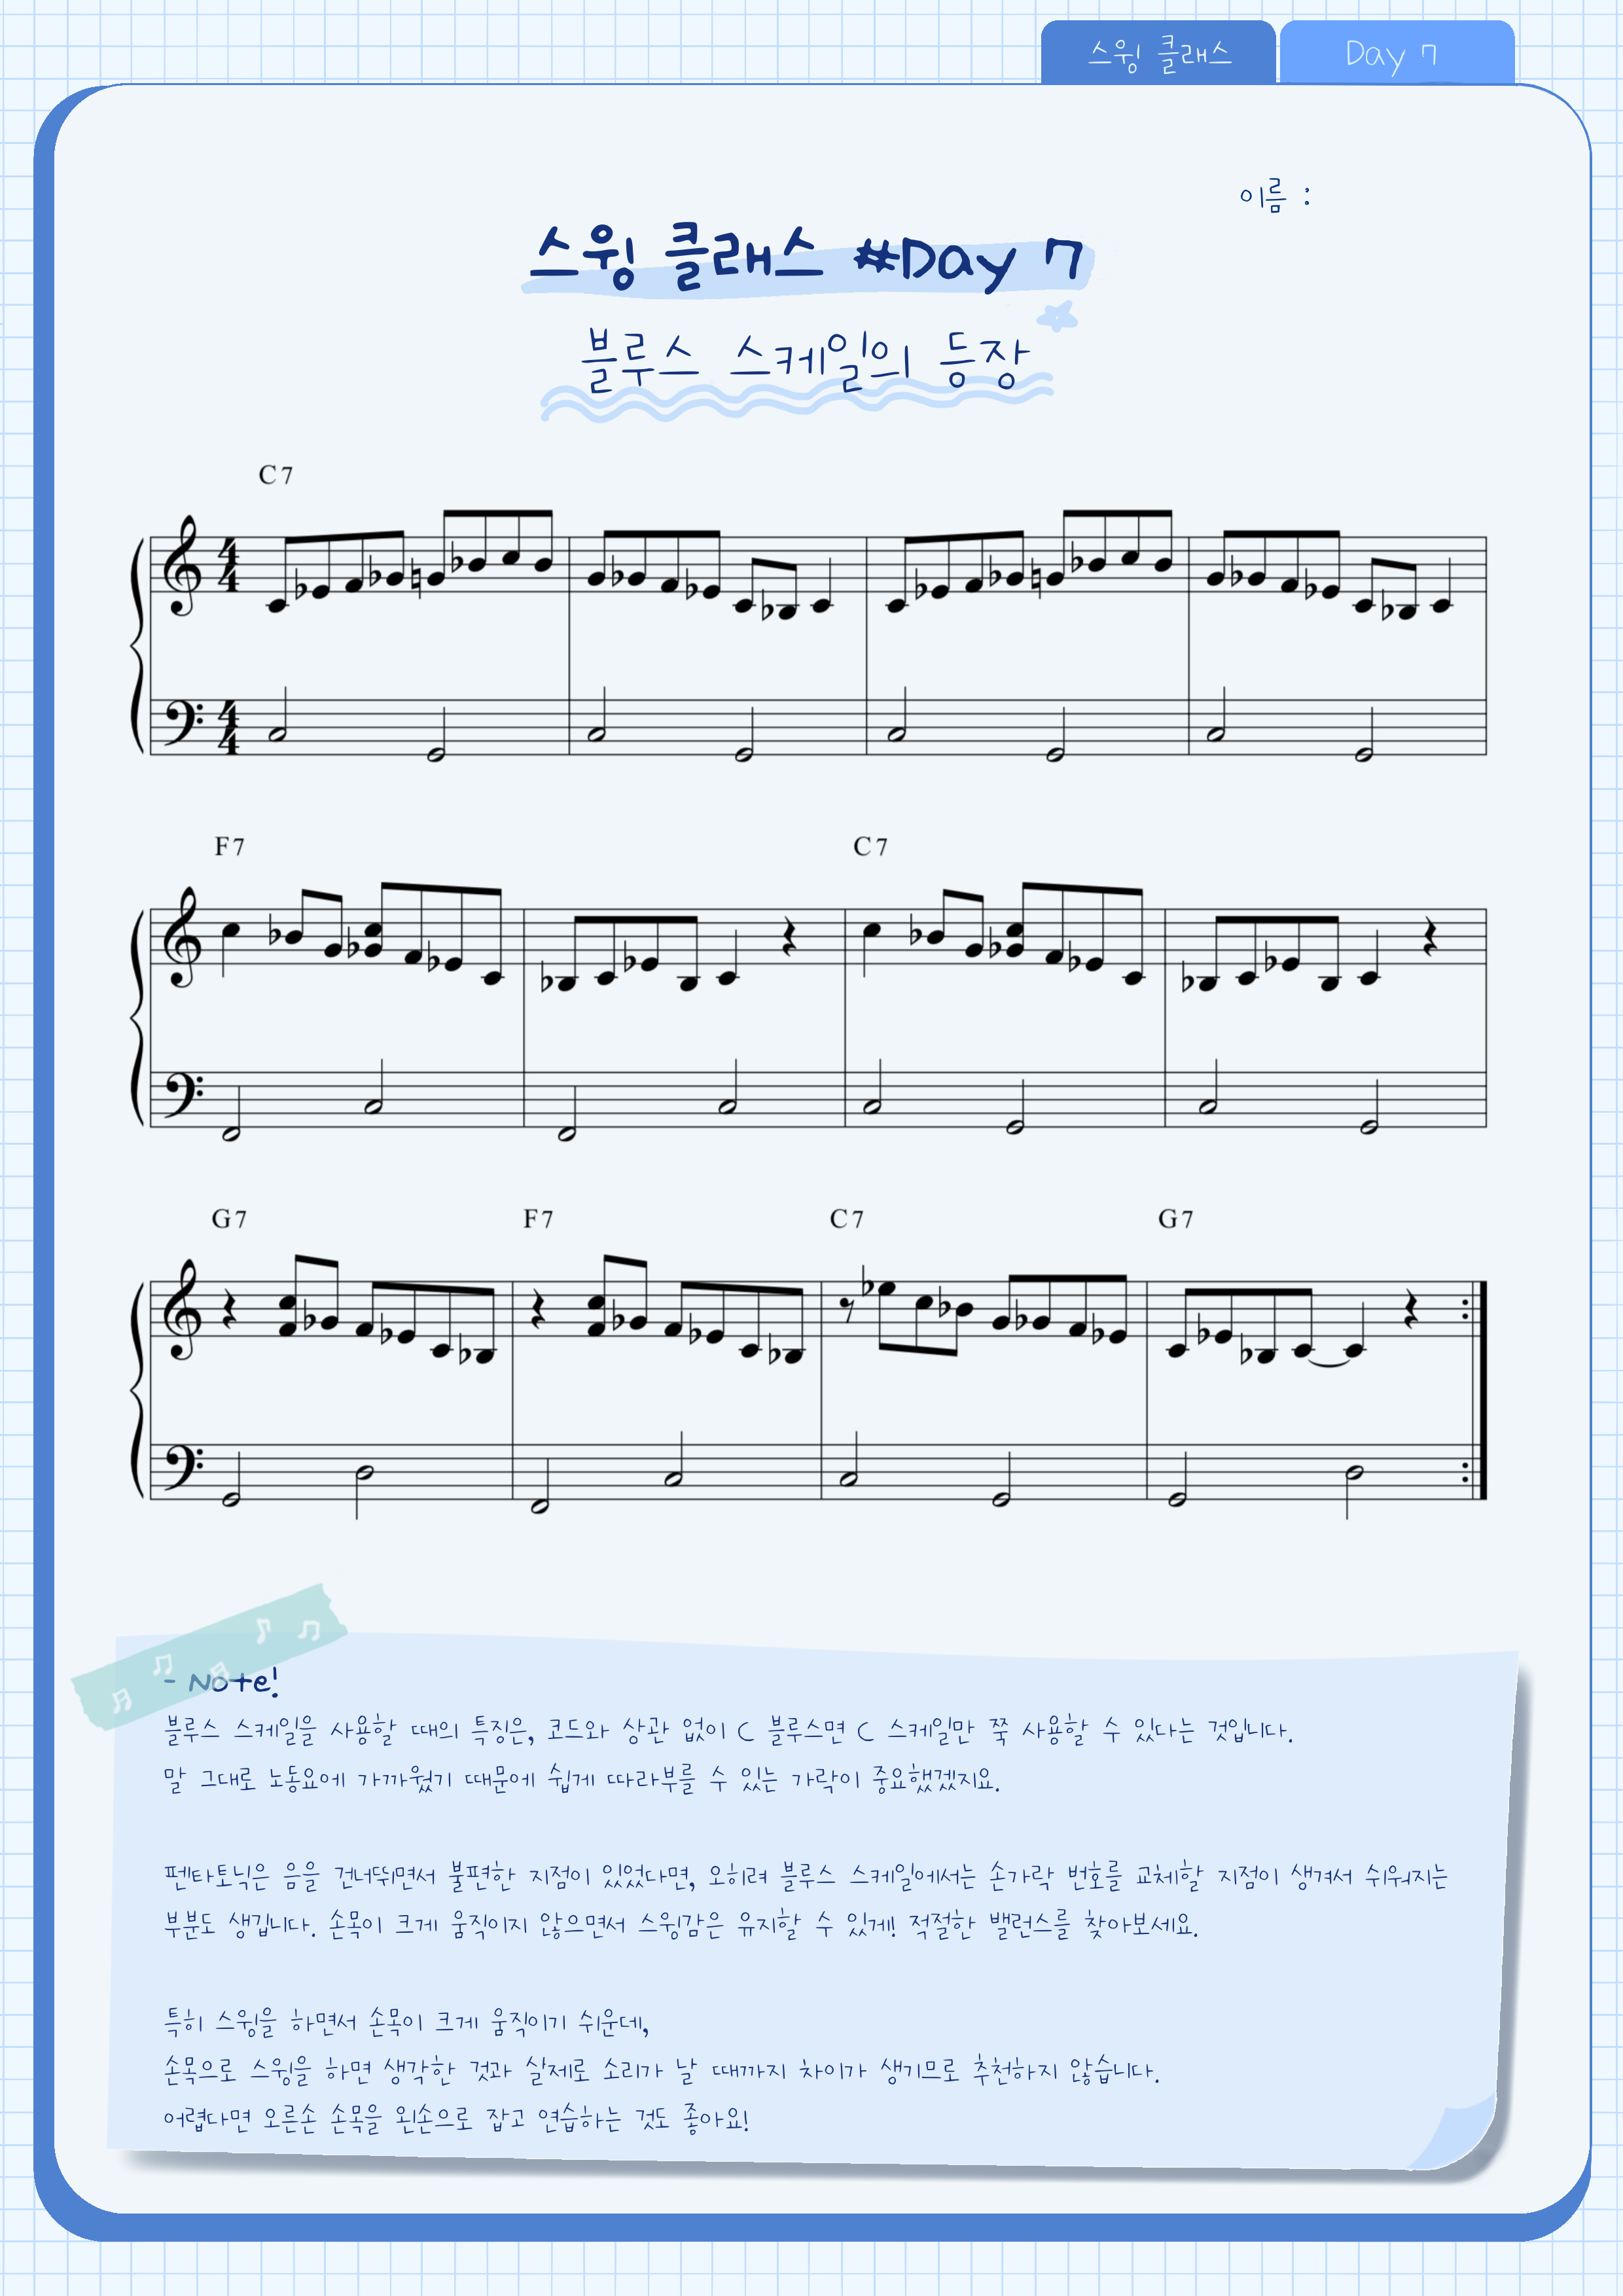 스윙 클래스
Day 7
이름 :
스윙 클래스 #Day 7
블루스 스케일의 등장
C7
F7 C7
G7 F7 C7 G7
- Note!
블루스 스케일을 사용할 때의 특징은, 코드와 상관 없이 C 블루스면 C 스케일만 쭉 사용할 수 있다는 것입니다.
말 그대로 노동요에 가까웠기 때문에 쉽게 따라부를 수 있는 가락이 중요했겠지요.
펜타토닉은 음을 건너뛰면서 불편한 지점이 있었다면, 오히려 블루스 스케일에서는 손가락 번호를 교체할 지점이 생겨서 쉬워지는
부분도 생깁니다. 손목이 크게 움직이지 않으면서 스윙감은 유지할 수 있게! 적절한 밸런스를 찾아보세요.
특히 스윙을 하면서 손목이 크게 움직이기 쉬운데,
손목으로 스윙을 하면 생각한 것과 실제로 소리가 날 때까지 차이가 생기므로 추천하지 않습니다.
어렵다면 오른손 손목을 왼손으로 잡고 연습하는 것도 좋아요!